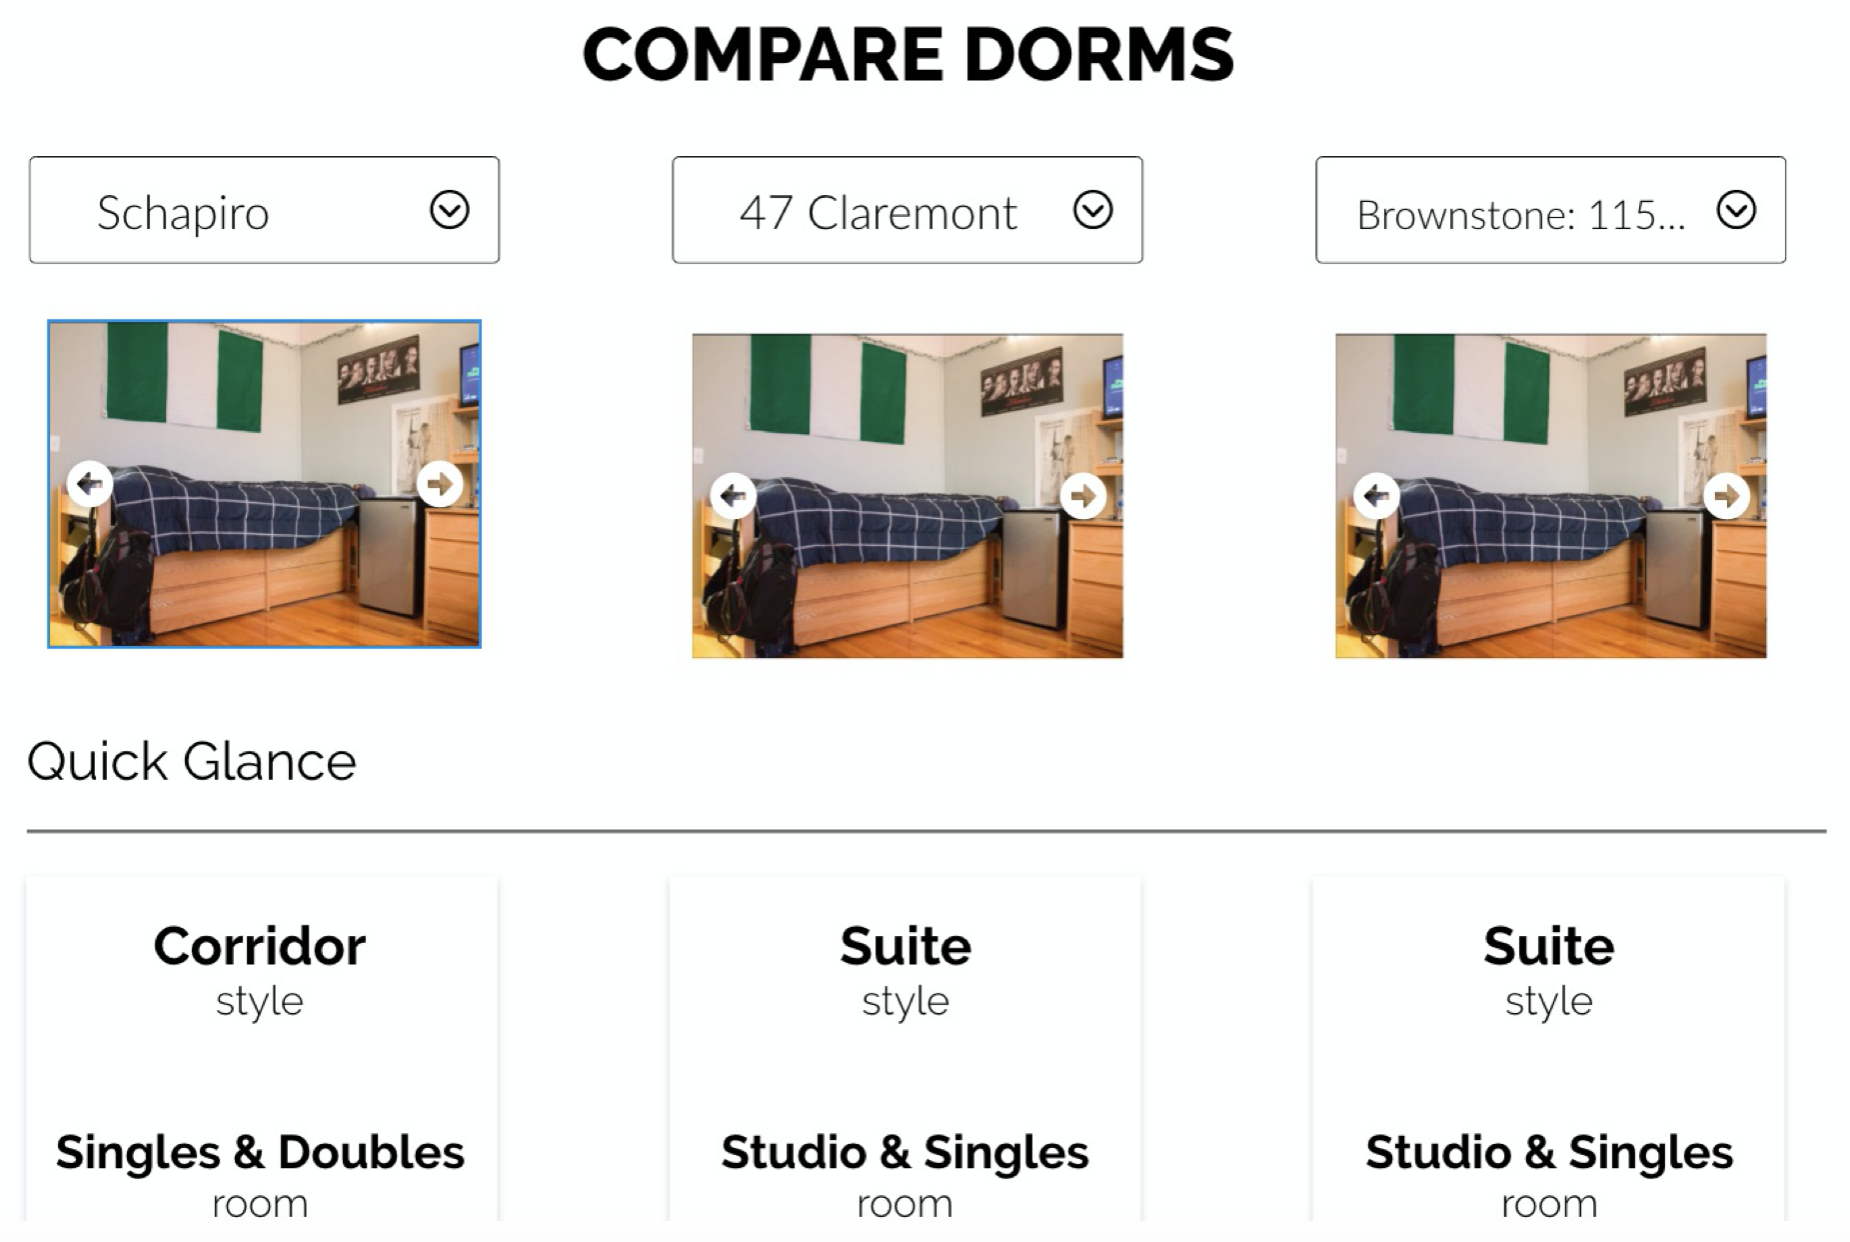 COMPARE DORMS
Schapiro
47 Claremont
Brownstone: 115...
Quick Glance
Corridor
style
Suite
style
Suite
style
Singles & Doubles
room
Studio & Singles
room
Studio & Singles
room